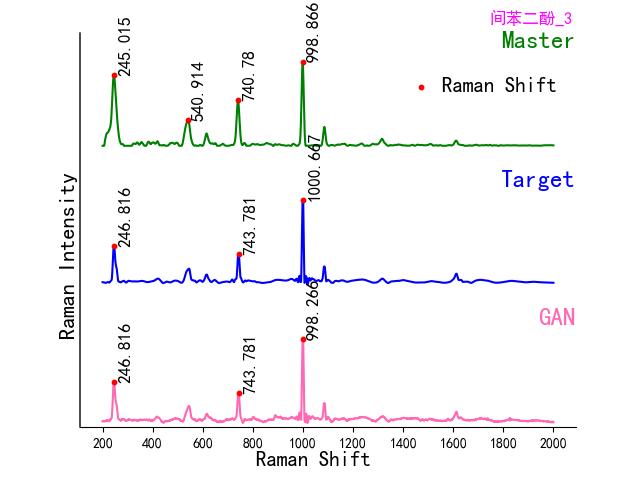 间苯二酚_3
Master
Raman Shift
245.015
540.914
740.78
998.866
Target
246.816
743.781
1000.667
GAN
246.816
743.781
998.266
Raman Intensity
200 400 600 800 1000 1200 1400 1600 1800 2000
Raman Shift